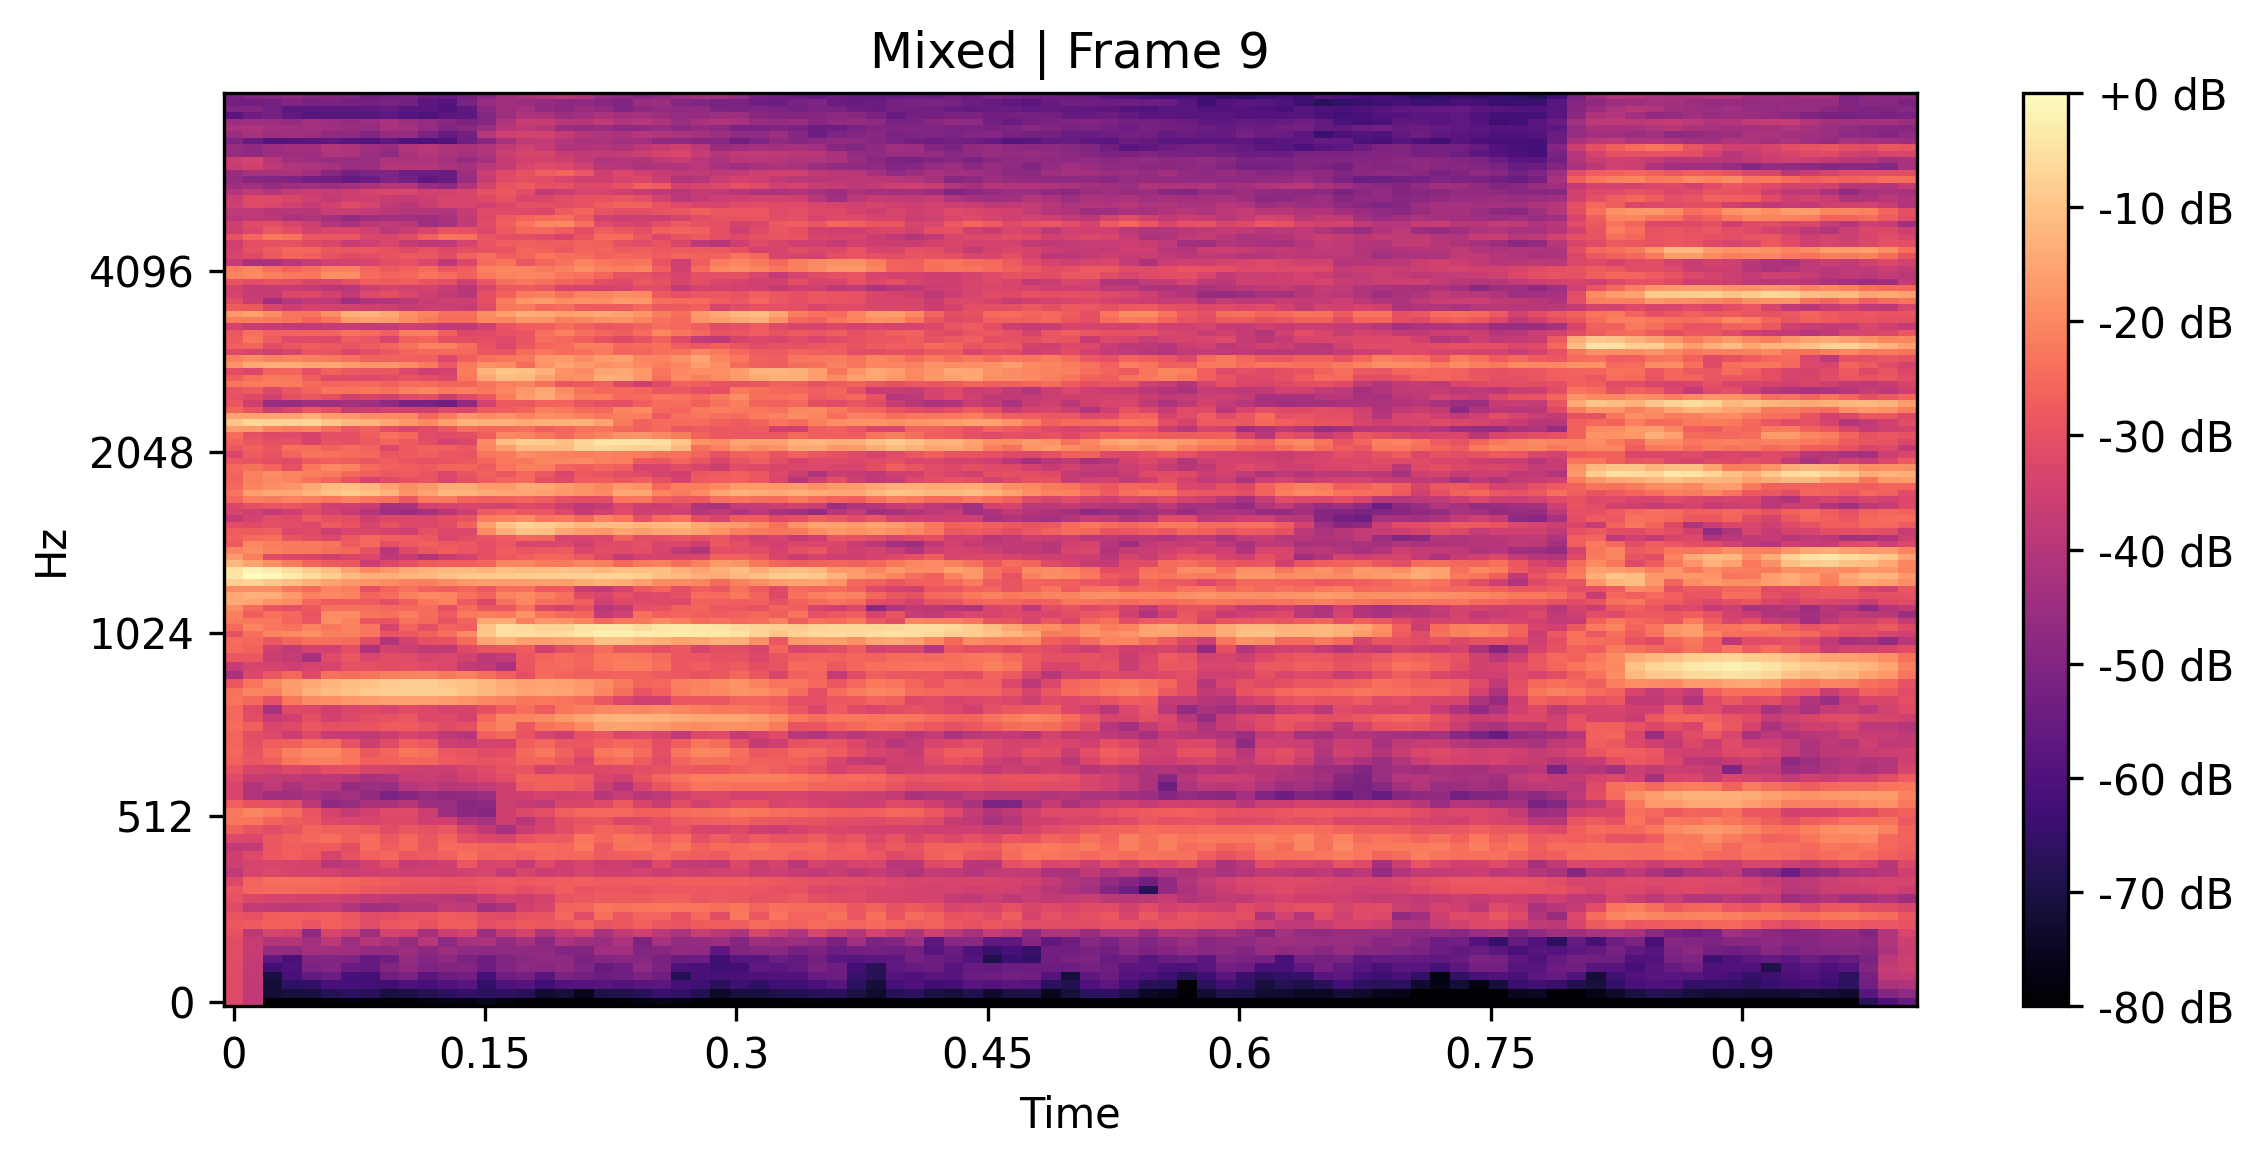 Mixed | Frame 9
Hz
4096
2048
1024
512
0
0 0.15 0.3 0.45 0.6 0.75 0.9
Time
+0 dB
-10 dB
-20 dB
-30 dB
-40 dB
-50 dB
-60 dB
-70 dB
-80 dB